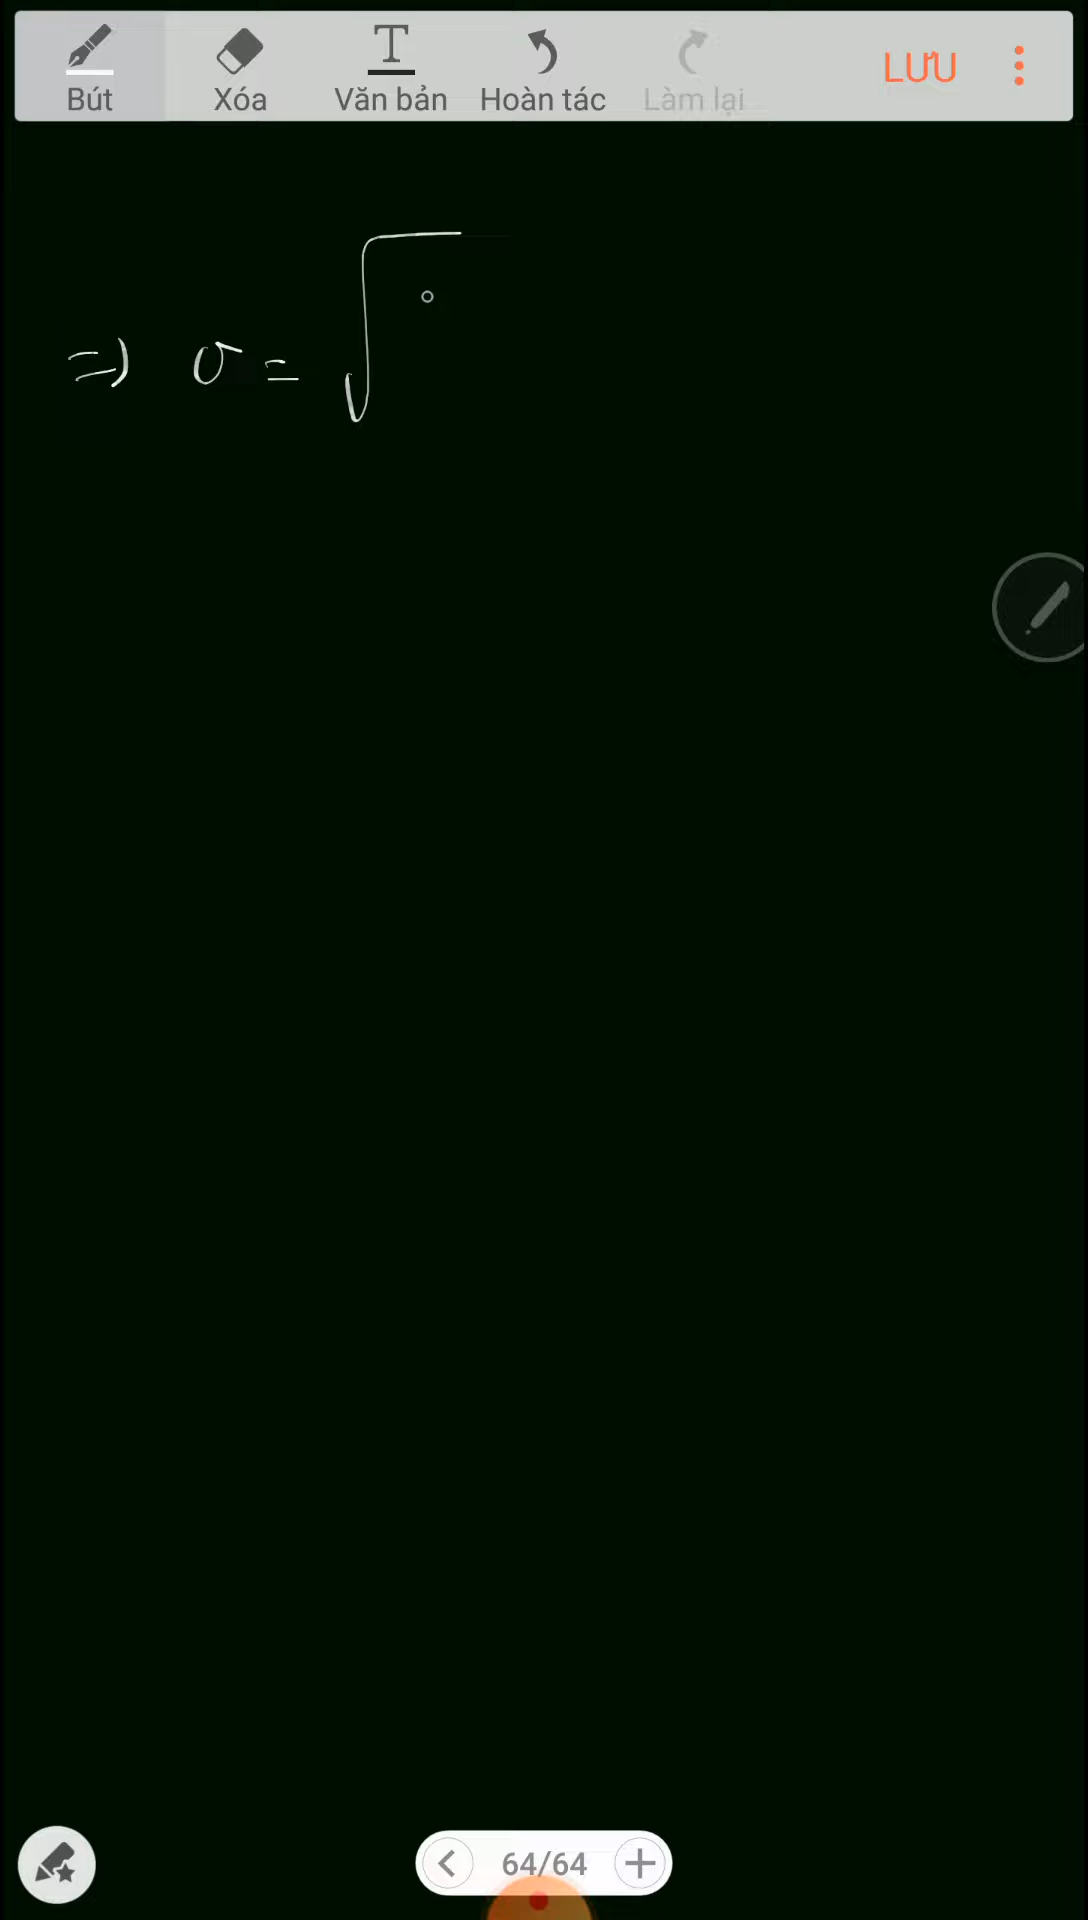 Bút Xóa Văn bản Hoàn tác Làm lại LƯU
=> σ = √
64/64